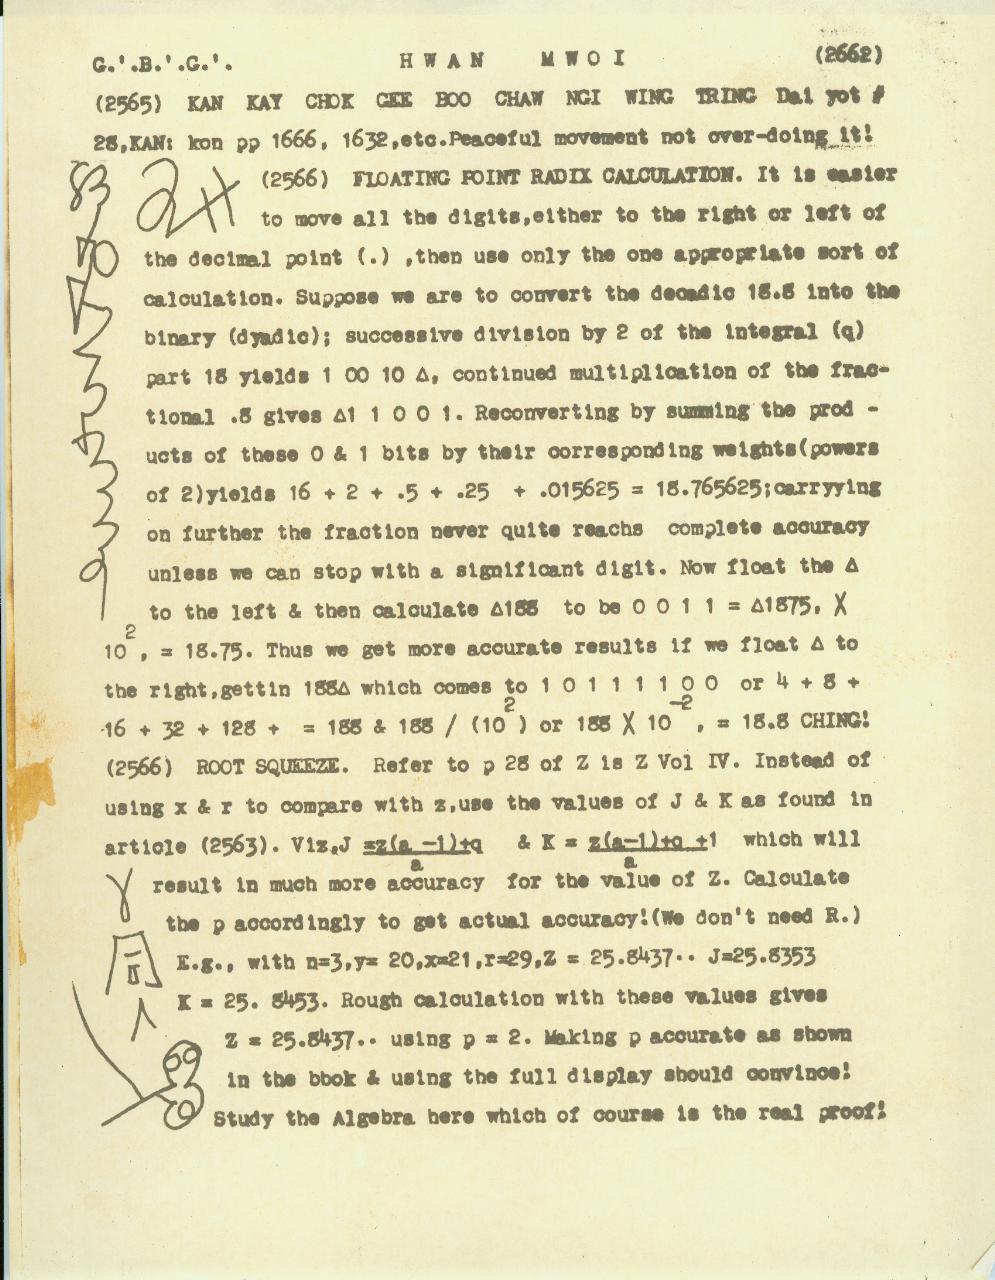 G.'.B.'.G.'. HWAN MWOI (2662)
(2565) KAN KAY CHOK GEE BOO CHAW NGI WING TRING Dai yot #
28,KAN: kon pp 1666, 1632,etc.Peaceful movement not over-doing it!
(2566) FLOATING POINT RADIX CALCULATION. It is easier
to move all the digits,either to the right or left of
the decimal point (.) ,then use only the one appropriate sort of
calculation. Suppose we are to convert the decadic 18.8 into the
binary (dyadic); successive division by 2 of the integral (q)
part 18 yields 1 00 10 Δ, continued multiplication of the frac-
tional .8 gives Δ1 1 0 0 1. Reconverting by summing the prod -
ucts of these 0 & 1 bits by their corresponding weights(powers
of 2)yields 16 + 2 + .5 + .25 + .015625 = 18.765625;carryying
on further the fraction never quite reachs complete accuracy
unless we can stop with a significant digit. Now float the Δ
to the left & then calculate Δ188 to be 0 0 1 1 = Δ1875, X
10², = 18.75. Thus we get more accurate results if we float Δ to
the right,gettin 188Δ which comes to 1 0 1 1 1 1 0 0 or 4 + 8 +
16 + 32 + 128 + = 188 & 188 / (10²) or 188 X 10⁻², = 18.8 CHING!
(2566) ROOT SQUEEZE. Refer to p 28 of Z is Z Vol IV. Instead of
using x & r to compare with z,use the values of J & K as found in
article (2563). Viz,J =z(a -1)+q & K = z(a-1)+q +1 which will
a a
result in much more accuracy for the value of Z. Calculate
the p accordingly to get actual accuracy!(We don't need R.)
E.g., with n=3,y= 20,x=21,r=29,Z = 25.8437.. J=25.8353
K = 25. 8453. Rough calculation with these values gives
Z = 25.8437.. using p = 2. Making p accurate as shown
in the bbok & using the full display should convince!
Study the Algebra here which of course is the real proof!